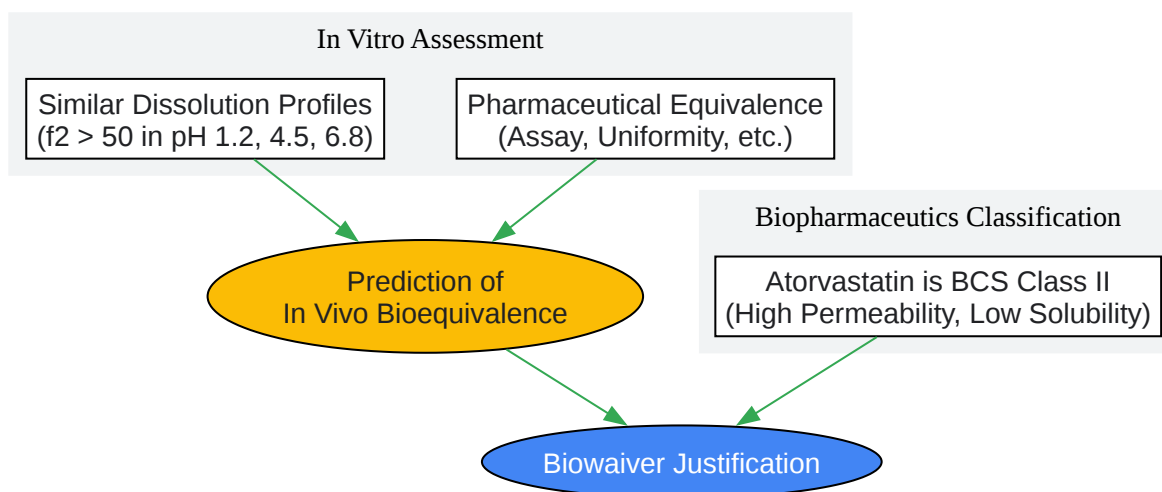 In Vitro Assessment
Similar Dissolution Profiles
(f2 > 50 in pH 1.2, 4.5, 6.8)
Pharmaceutical Equivalence
(Assay, Uniformity, etc.)
Biopharmaceutics Classification
Atorvastatin is BCS Class II
(High Permeability, Low Solubility)
Prediction of
In Vivo Bioequivalence
Biowaiver Justification